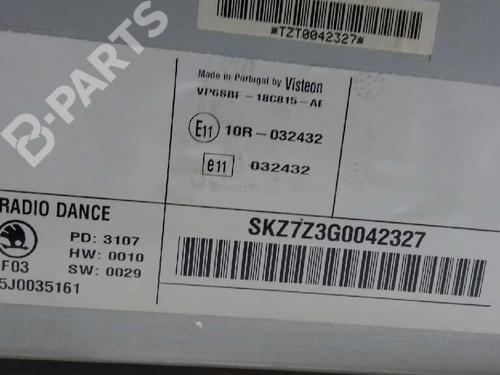 *TZT0042327*
B-PARTS
Made in Portugal by Visteon
VP6SBF-18C815-AF
E11 10R-032432
e11 032432
RADIO DANCE
SKZ7Z3G0042327
PD: 3107
HW: 0010
F03 SW: 0029
5J0035161